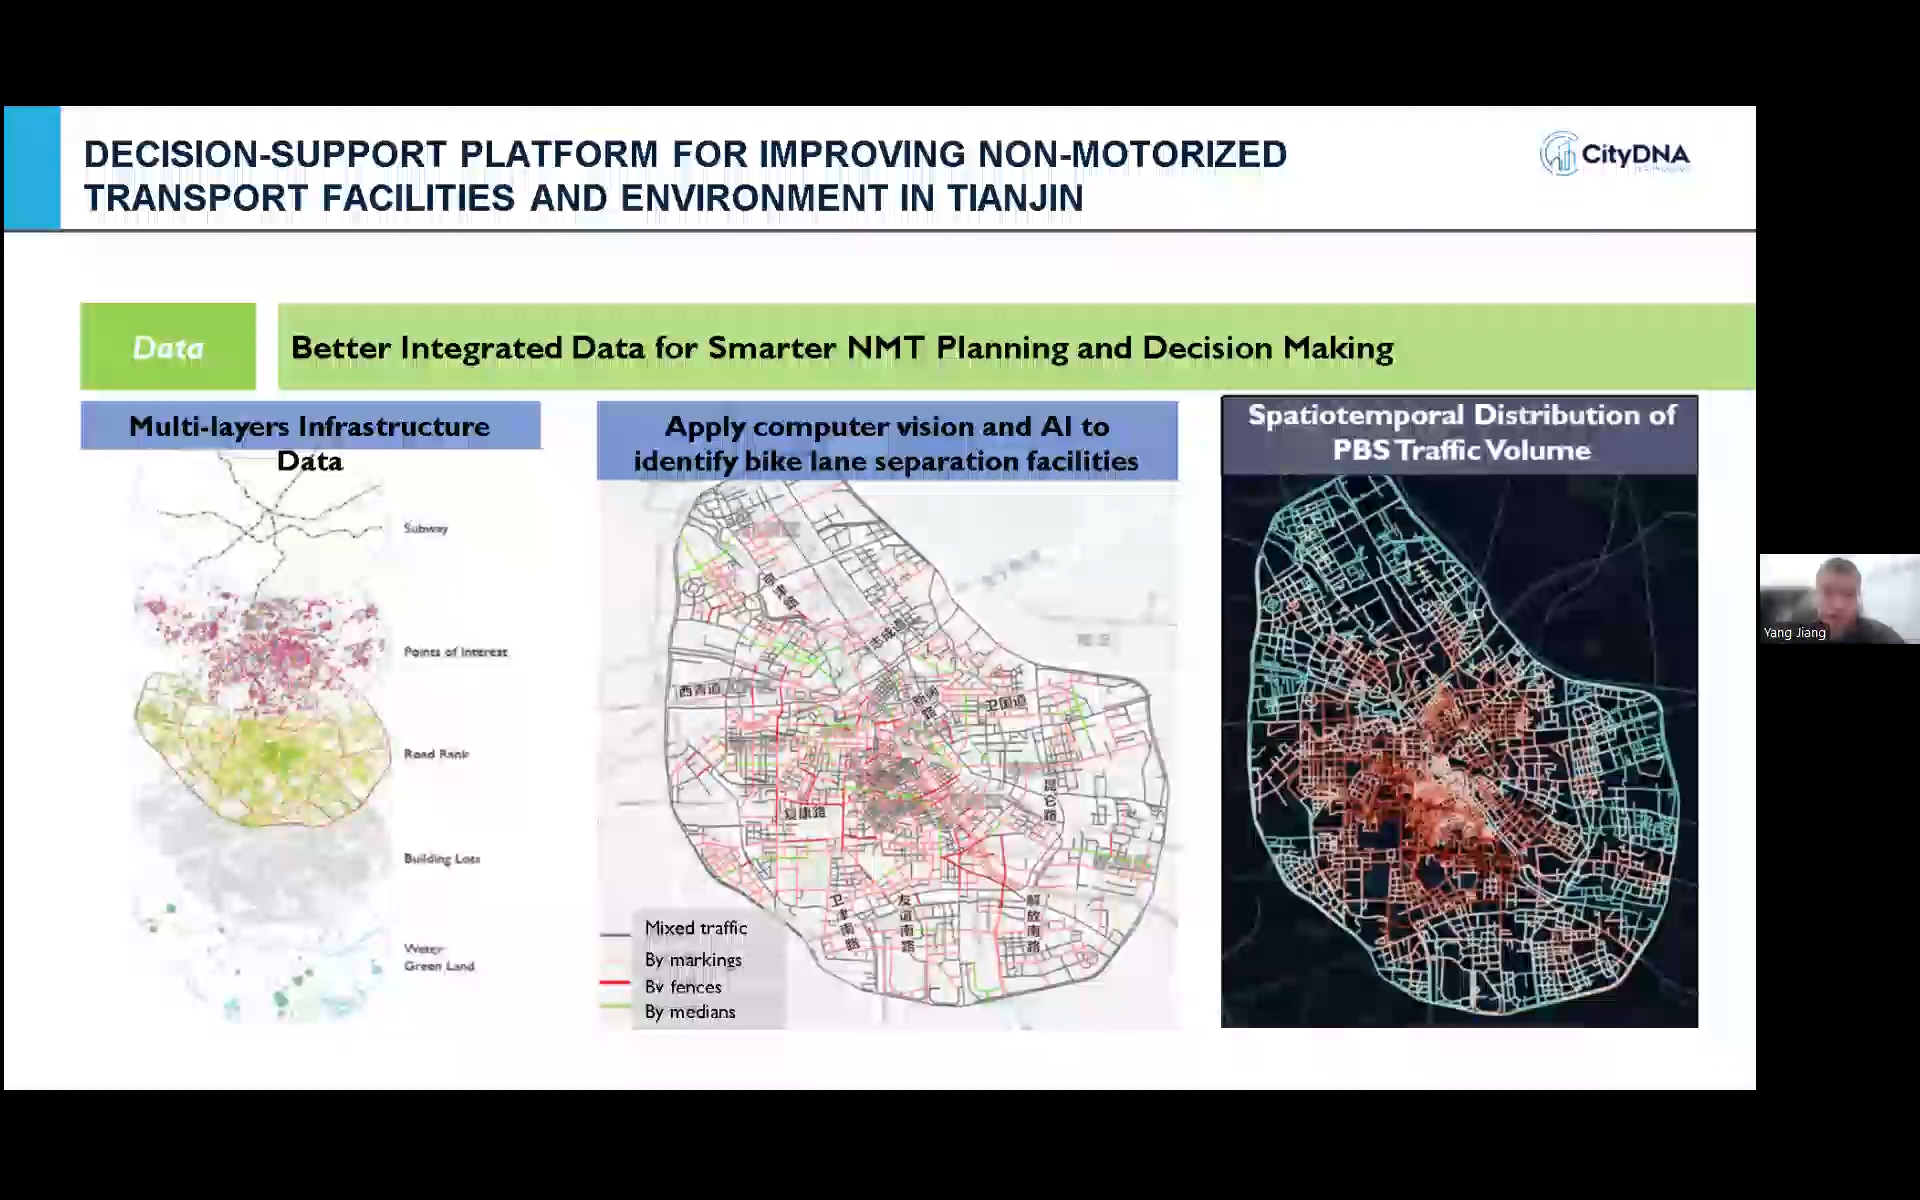 DECISION-SUPPORT PLATFORM FOR IMPROVING NON-MOTORIZED
TRANSPORT FACILITIES AND ENVIRONMENT IN TIANJIN
CityDNA
Data
Better Integrated Data for Smarter NMT Planning and Decision Making
Multi-layers Infrastructure
Data
Subway
Points of Interest
Road Rank
Building Lots
Water
Green Land
Apply computer vision and AI to
identify bike lane separation facilities
西青道
卫国道
复康路
昆仑路
卫津南路
友谊南路
解放南路
Mixed traffic
By markings
By fences
By medians
Spatiotemporal Distribution of
PBS Traffic Volume
Yang Jiang